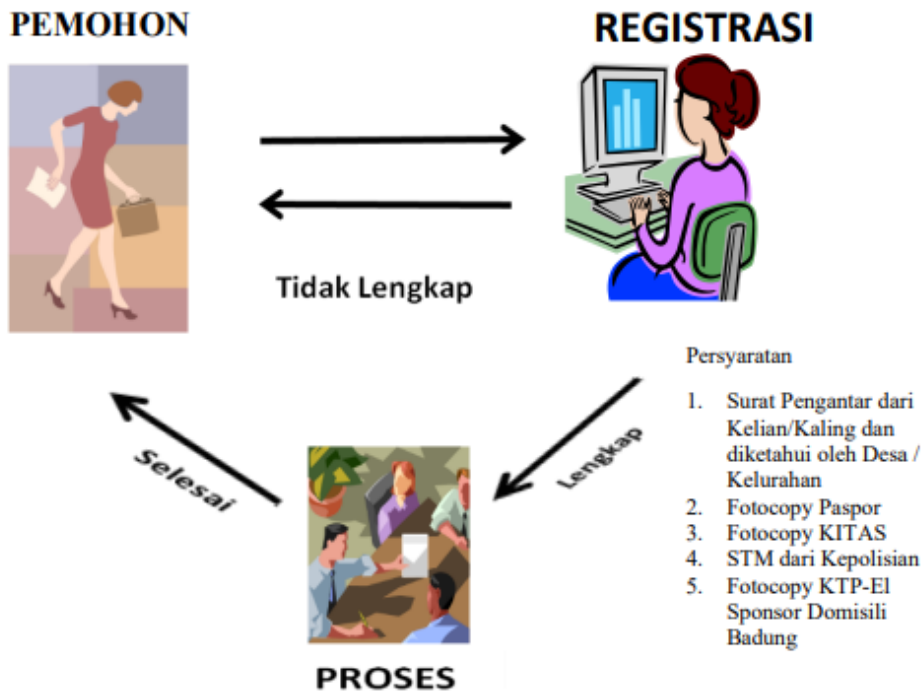 PEMOHON
REGISTRASI
Tidak Lengkap
Persyaratan
1. Surat Pengantar dari
Kelian/Kaling dan
diketahui oleh Desa /
Kelurahan
2. Fotocopy Paspor
3. Fotocopy KITAS
4. STM dari Kepolisian
5. Fotocopy KTP-El
Sponsor Domisili
Badung
Lengkap
Selesai
PROSES